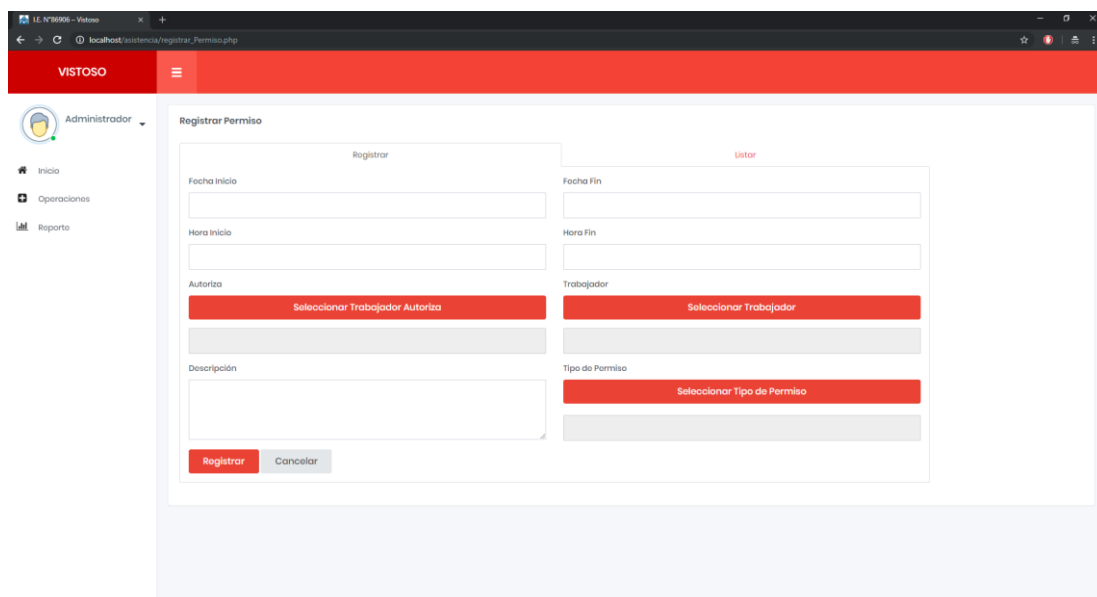 I.E. N°86906 - Vistoso
localhost/asistencia/registrar_Permiso.php
VISTOSO
Administrador
Inicio
Operaciones
Reporte
Registrar Permiso
Registrar
Listar
Fecha Inicio
Fecha Fin
Hora Inicio
Hora Fin
Autoriza
Trabajador
Seleccionar Trabajador Autoriza
Seleccionar Trabajador
Descripción
Tipo de Permiso
Seleccionar Tipo de Permiso
Registrar
Cancelar